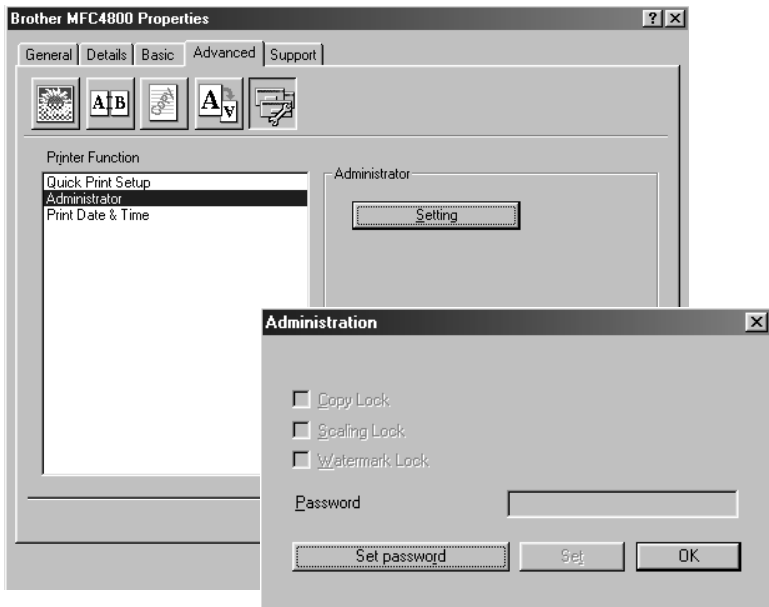 Brother MFC4800 Properties
General Details Basic Advanced Support
A B COPY A A
Printer Function
Quick Print Setup
Administrator
Print Date & Time
Administrator
Setting
Administration
Copy Lock
Scaling Lock
Watermark Lock
Password
Set password Set OK